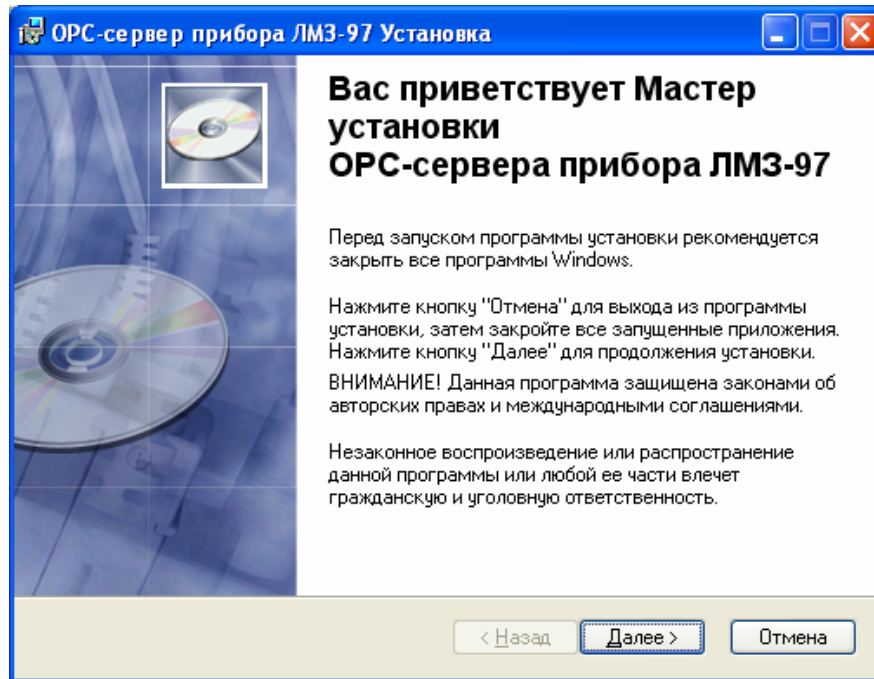 ОРС-сервер прибора ЛМЗ-97 Установка
Вас приветствует Мастер
установки
ОРС-сервера прибора ЛМЗ-97
Перед запуском программы установки рекомендуется
закрыть все программы Windows.
Нажмите кнопку "Отмена" для выхода из программы
установки, затем закройте все запущенные приложения.
Нажмите кнопку "Далее" для продолжения установки.
ВНИМАНИЕ! Данная программа защищена законами об
авторских правах и международными соглашениями.
Незаконное воспроизведение или распространение
данной программы или любой ее части влечет
гражданскую и уголовную ответственность.
< Назад
Далее >
Отмена